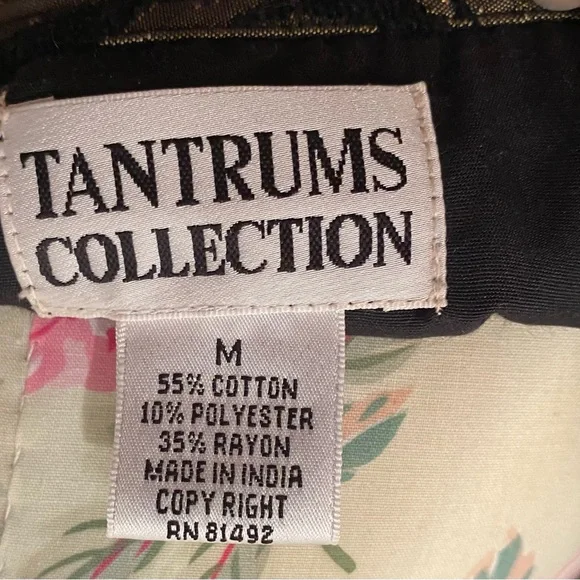 TANTRUMS
COLLECTION
M
55% COTTON
10% POLYESTER
35% RAYON
MADE IN INDIA
COPY RIGHT
RN 81492